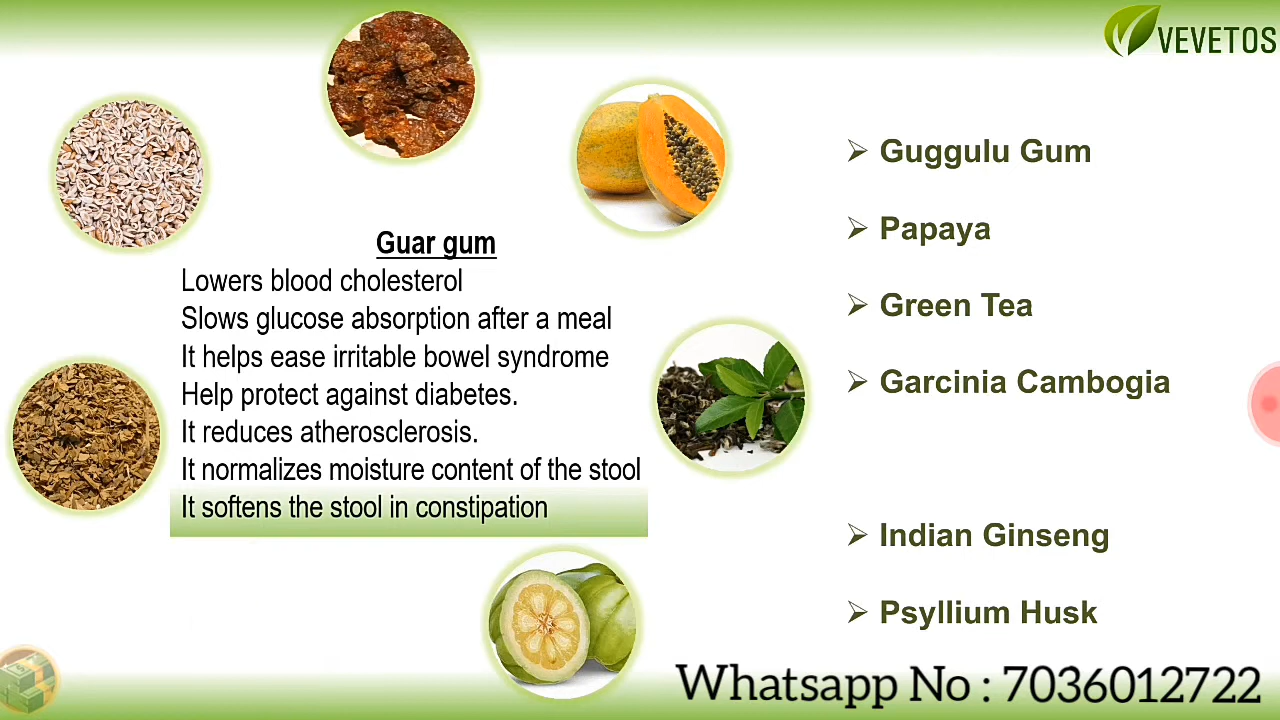 VEVETOS
Guar gum
Lowers blood cholesterol
Slows glucose absorption after a meal
It helps ease irritable bowel syndrome
Help protect against diabetes.
It reduces atherosclerosis.
It normalizes moisture content of the stool
It softens the stool in constipation
Guggulu Gum
Papaya
Green Tea
Garcinia Cambogia
Indian Ginseng
Psyllium Husk
Whatsapp No : 7036012722